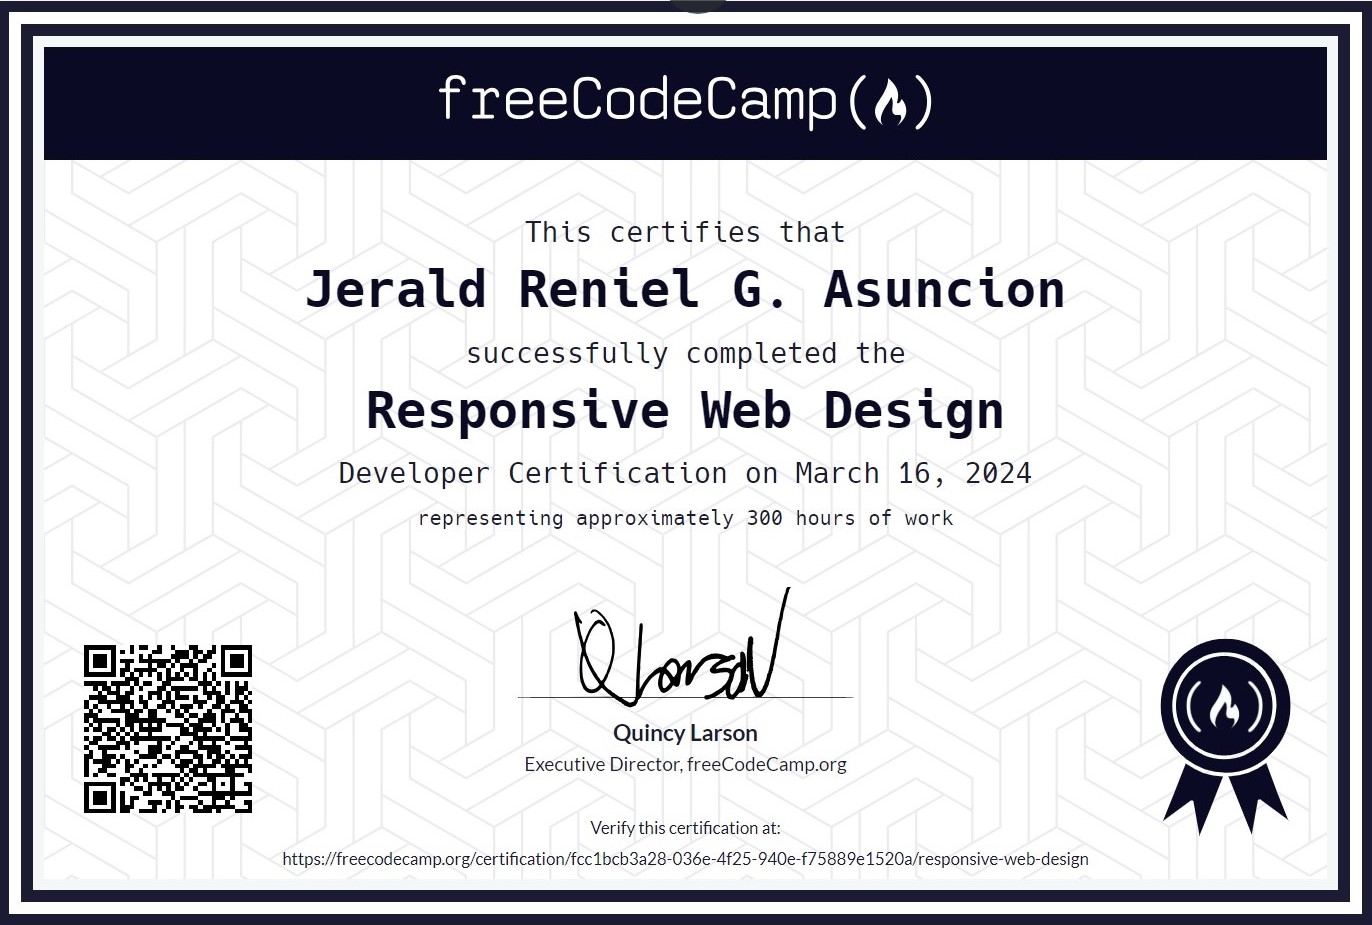 freeCodeCamp
This certifies that
Jerald Reniel G. Asuncion
successfully completed the
Responsive Web Design
Developer Certification on March 16, 2024
representing approximately 300 hours of work
Quincy Larson
Executive Director, freeCodeCamp.org
Verify this certification at:
https://freecodecamp.org/certification/fcc1bcb3a28-036e-4f25-940e-f75889e1520a/responsive-web-design